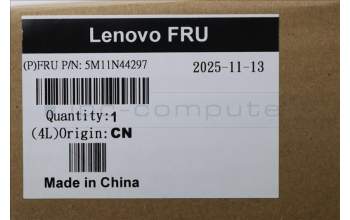 Lenovo FRU
(P)FRU P/N: 5M11N44297 2025-11-13
Quantity:1
(4L)Origin:CN
Made in China